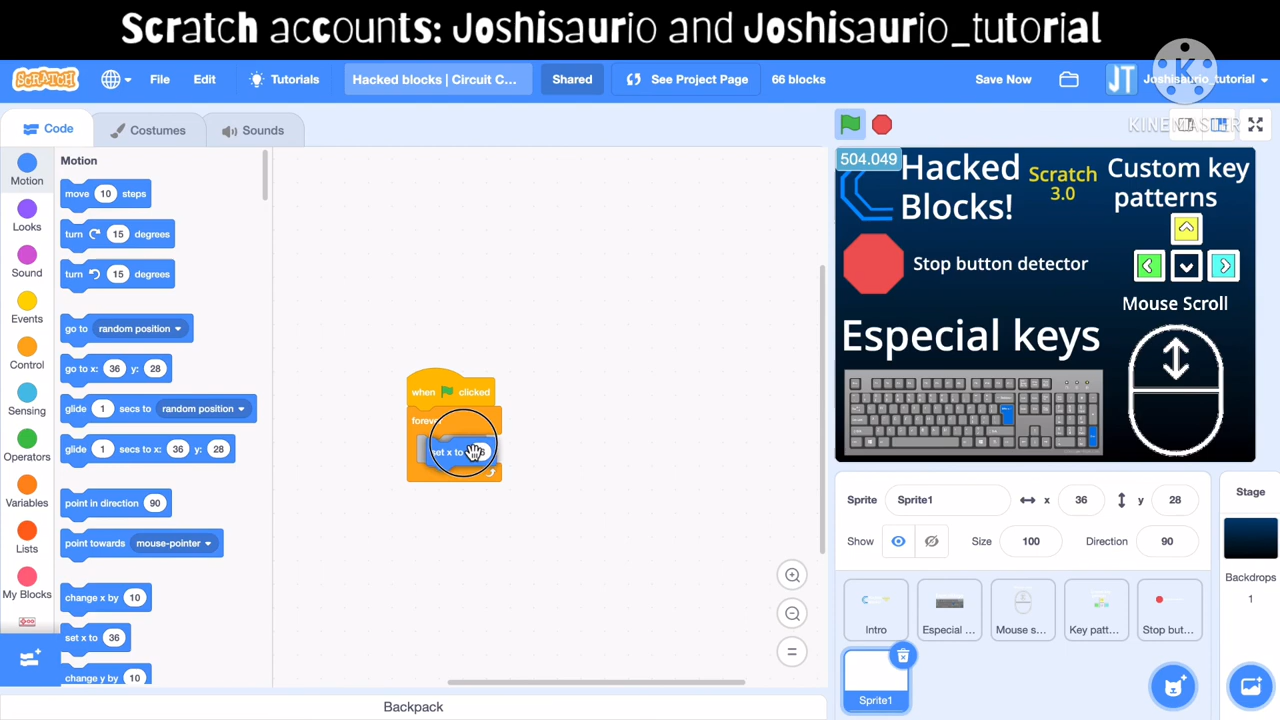 Scratch accounts: Joshisaurio and Joshisaurio_tutorial
SCRATCH
File
Edit
Tutorials
Hacked blocks | Circuit C...
Shared
See Project Page
66 blocks
Save Now
JT
Joshisaurio_tutorial
K
KINEMASTER
Code
Costumes
Sounds
Motion
Looks
Sound
Events
Control
Sensing
Operators
Variables
Lists
My Blocks
Motion
move 10 steps
turn 15 degrees
turn 15 degrees
go to random position
go to x: 36 y: 28
glide 1 secs to random position
glide 1 secs to x: 36 y: 28
point in direction 90
point towards mouse-pointer
change x by 10
set x to 36
change y by 10
when clicked
forever
set x to
504.049
Hacked
Blocks!
Scratch
3.0
Custom key
patterns
Stop button detector
Mouse Scroll
Especial keys
Sprite
Sprite1
x
36
y
28
Show
Size
100
Direction
90
Stage
Backdrops
1
Intro
Especial ...
Mouse s...
Key patt...
Stop but...
Sprite1
Backpack